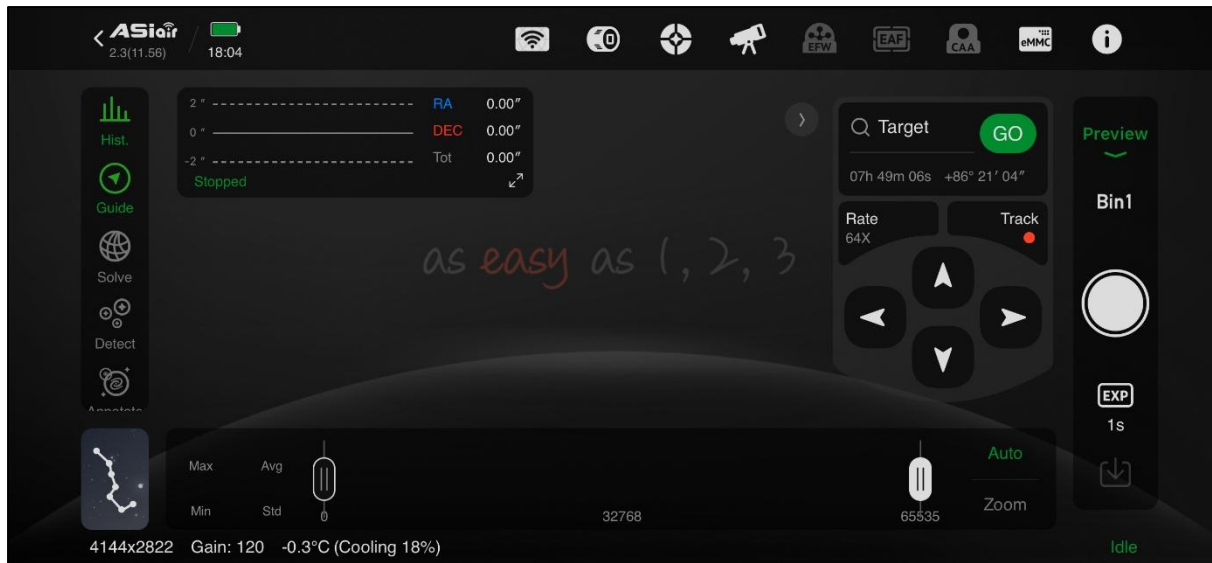 ASiair
2.3(11.56)
18:04
EFW
EAF
CAA
eMMC
Hist.
Guide
Solve
Detect
Annotate
2 "
0 "
-2 "
RA 0.00"
DEC 0.00"
Tot 0.00"
Stopped
as easy as 1, 2, 3
Target
GO
07h 49m 06s +86° 21' 04"
Rate
64X
Track
Preview
Bin1
EXP
1s
Max Avg
Min Std
0
32768
65535
Auto
Zoom
4144x2822 Gain: 120 -0.3°C (Cooling 18%)
Idle